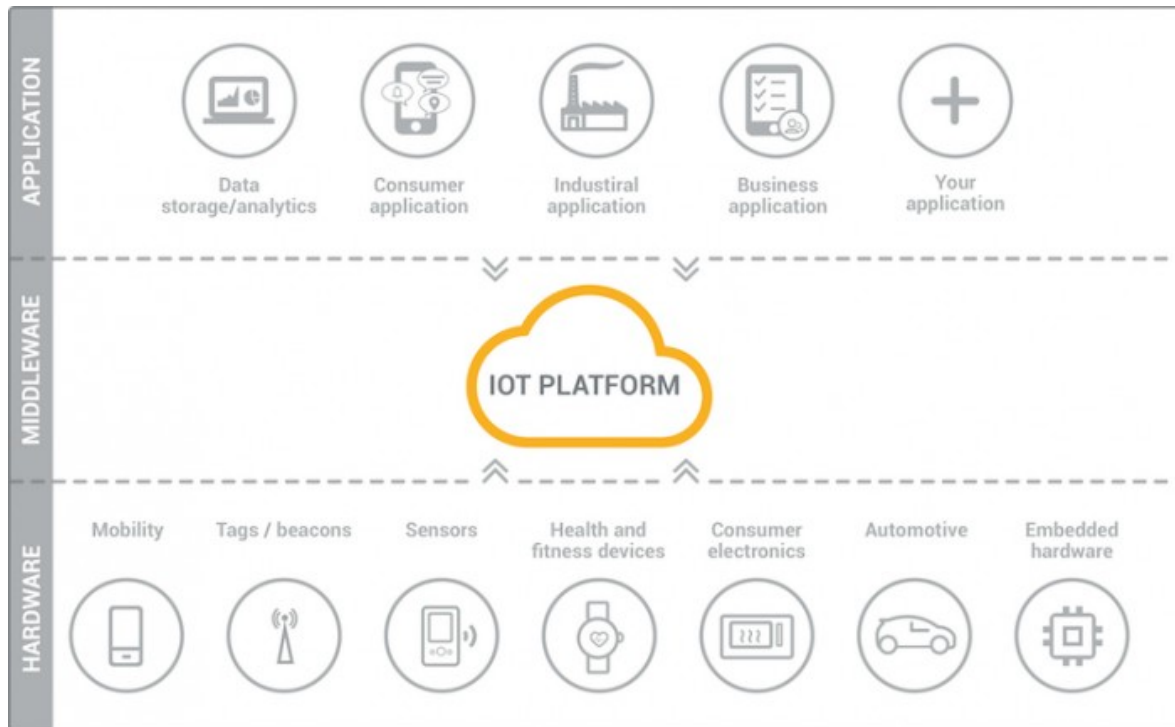 APPLICATION
Data
storage/analytics
Consumer
application
Industiral
application
Business
application
Your
application
MIDDLEWARE
IOT PLATFORM
HARDWARE
Mobility
Tags / beacons
Sensors
Health and
fitness devices
Consumer
electronics
Automotive
Embedded
hardware